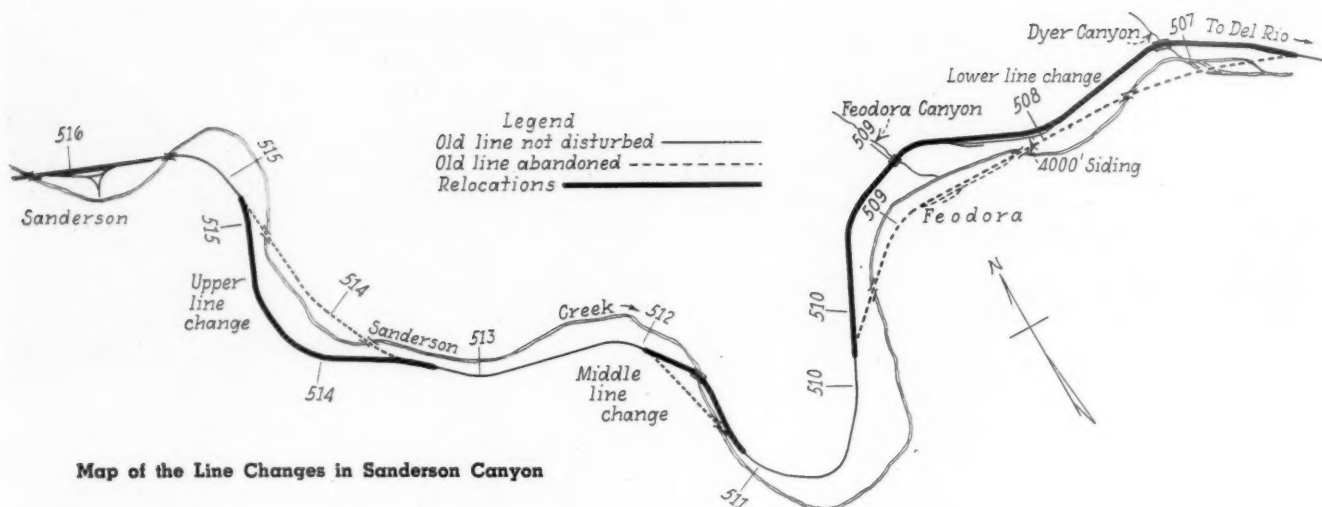 Dyer Canyon
507
To Del Rio
Lower line change
508
Feodora Canyon
509
4000' Siding
509
Feodora
Legend
Old line not disturbed
Old line abandoned
Relocations
516
515
Sanderson
515
Upper
line
change
514
Sanderson
Creek
513
512
514
Middle
line
change
510
510
511
N
Map of the Line Changes in Sanderson Canyon